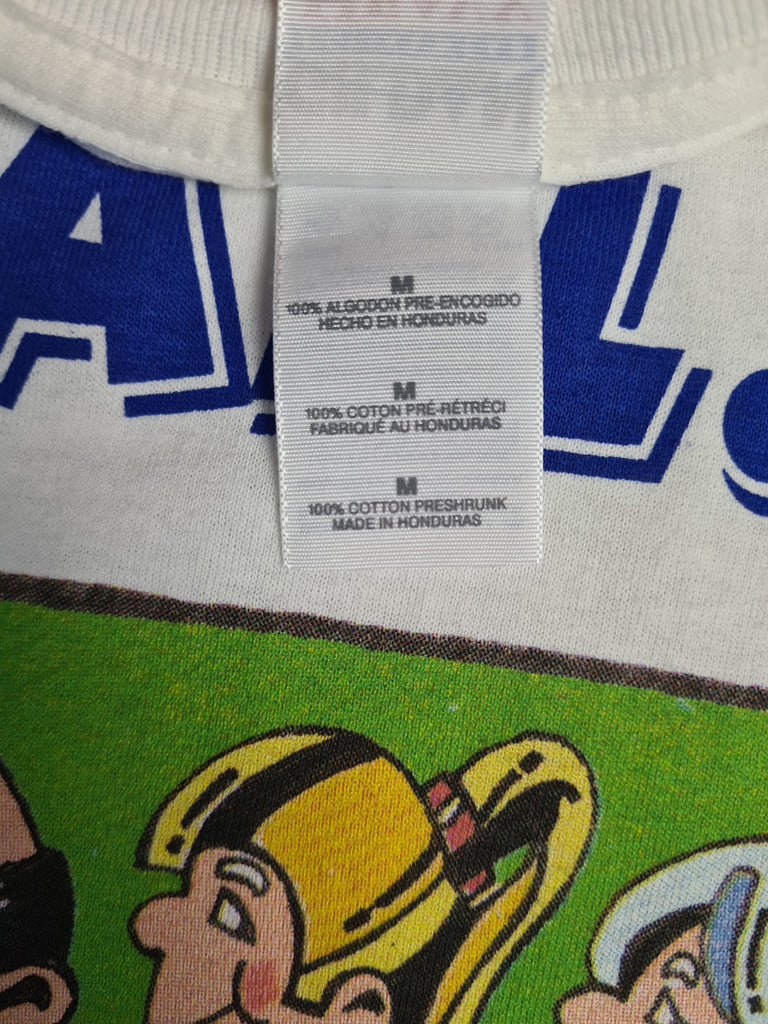 AL.
M
100% ALGODON PRE-ENCOGIDO
HECHO EN HONDURAS
M
100% COTON PRÉ-RÉTRÉCI
FABRIQUÉ AU HONDURAS
M
100% COTTON PRESHRUNK
MADE IN HONDURAS